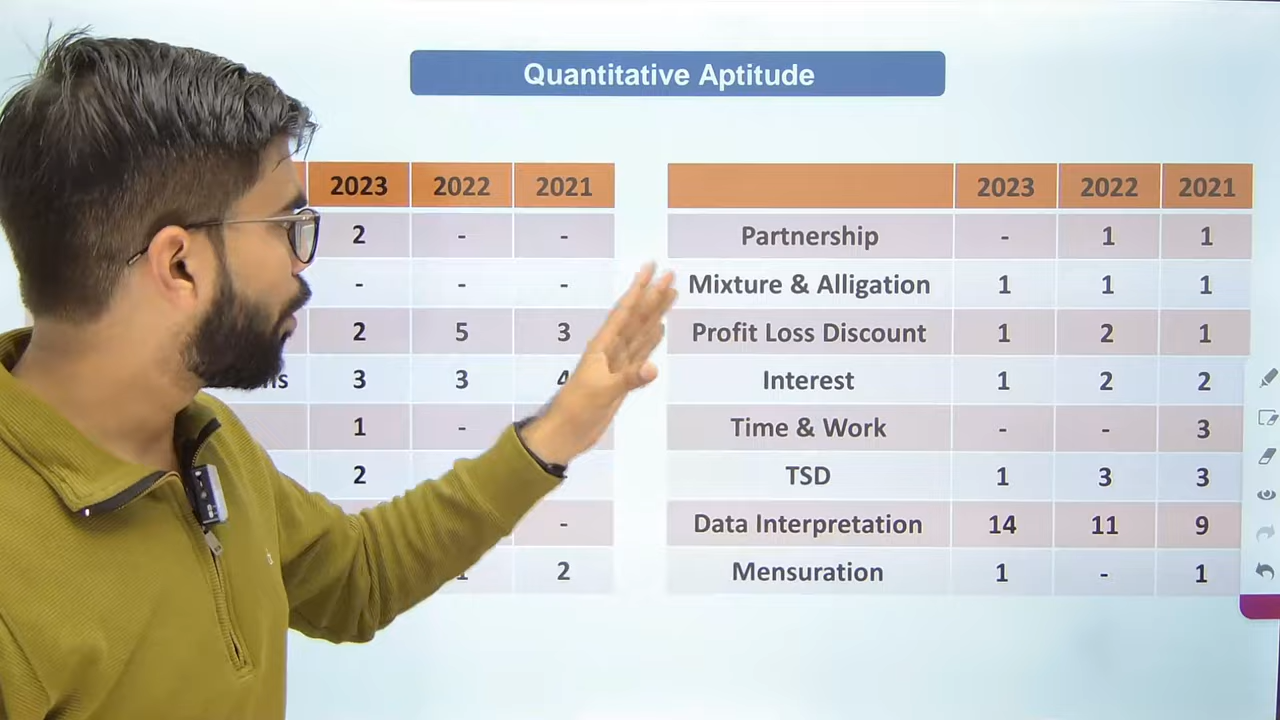 Quantitative Aptitude
2023 2022 2021
2 - -
- - -
2 5 3
3 3 4
1 -
2
-
2
2023 2022 2021
Partnership - 1 1
Mixture & Alligation 1 1 1
Profit Loss Discount 1 2 1
Interest 1 2 2
Time & Work - - 3
TSD 1 3 3
Data Interpretation 14 11 9
Mensuration 1 - 1